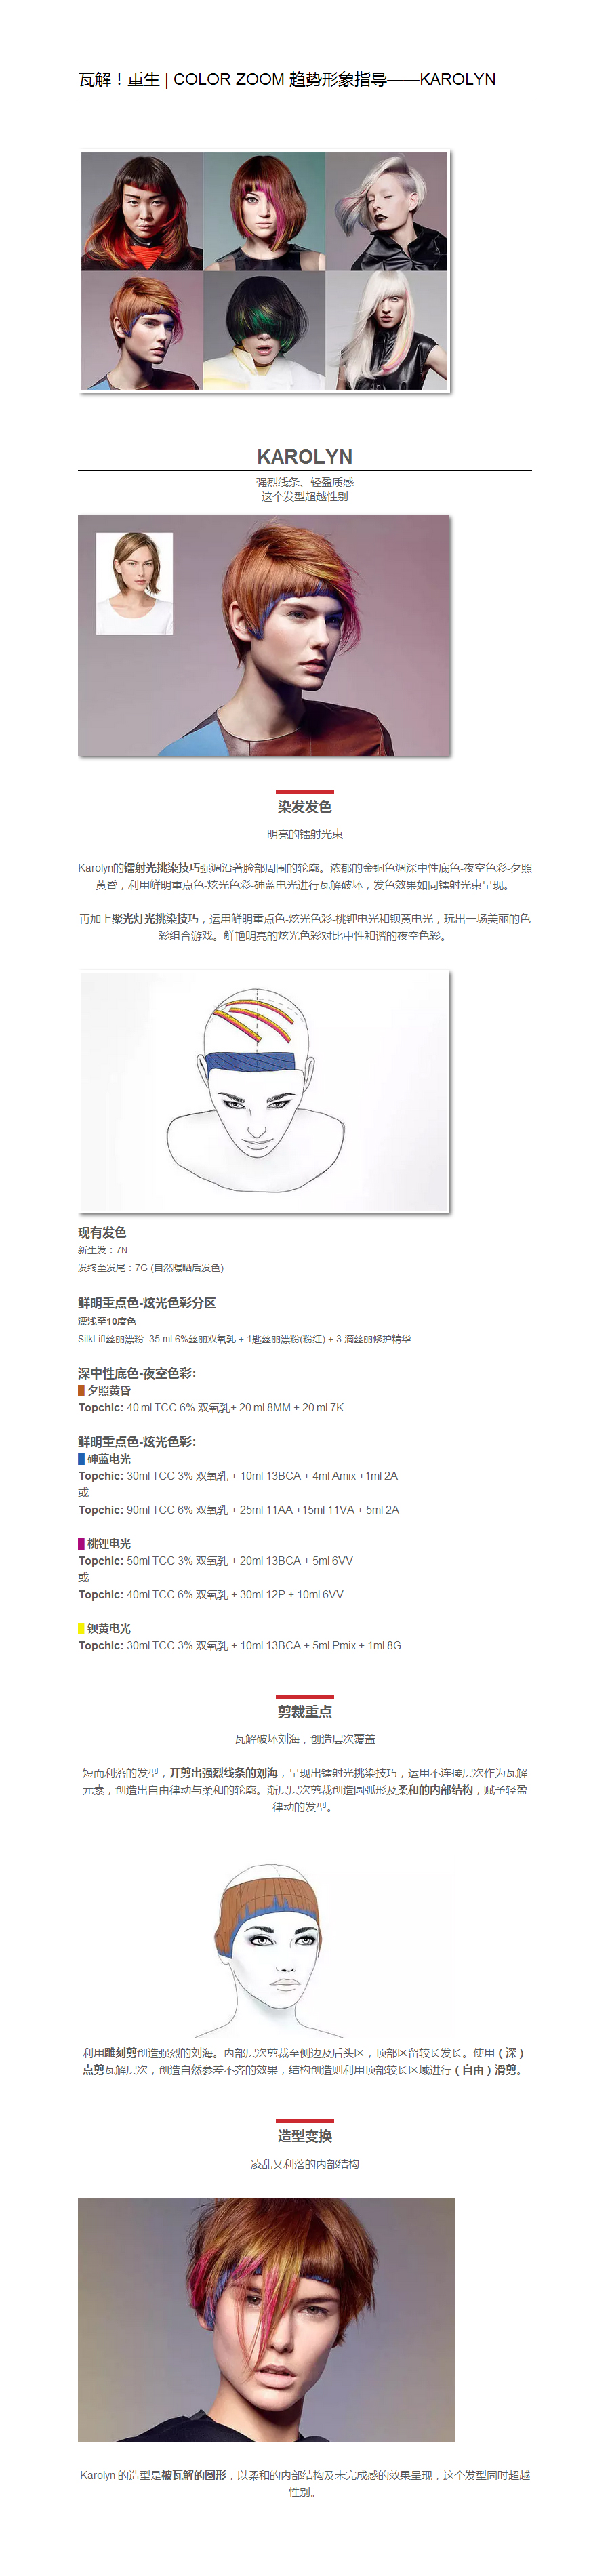 瓦解！重生 | COLOR ZOOM 趋势形象指导——KAROLYN
KAROLYN
强烈线条、轻盈质感
这个发型超越性别
染发发色
明亮的镭射光束
Karolyn的镭射光挑染技巧强调沿著脸部周围的轮廓。浓郁的金铜色调深中性底色-夜空色彩-夕照
黄昏，利用鲜明重点色-炫光色彩-砷蓝电光进行瓦解破坏，发色效果如同镭射光束呈现。
再加上聚光灯光挑染技巧，运用鲜明重点色-炫光色彩-桃锂电光和钡黄电光，玩出一场美丽的色
彩组合游戏。鲜艳明亮的炫光色彩对比中性和谐的夜空色彩。
现有发色
新生发：7N
发终至发尾：7G (自然曝晒后发色)
鲜明重点色-炫光色彩分区
漂浅至10度色
SilkLift丝丽漂粉: 35 ml 6%丝丽双氧乳 + 1匙丝丽漂粉(粉红) + 3 滴丝丽修护精华
深中性底色-夜空色彩:
夕照黄昏
Topchic: 40 ml TCC 6% 双氧乳+ 20 ml 8MM + 20 ml 7K
鲜明重点色-炫光色彩:
砷蓝电光
Topchic: 30ml TCC 3% 双氧乳 + 10ml 13BCA + 4ml Amix +1ml 2A
或
Topchic: 90ml TCC 6% 双氧乳 + 25ml 11AA +15ml 11VA + 5ml 2A
桃锂电光
Topchic: 50ml TCC 3% 双氧乳 + 20ml 13BCA + 5ml 6VV
或
Topchic: 40ml TCC 6% 双氧乳 + 30ml 12P + 10ml 6VV
钡黄电光
Topchic: 30ml TCC 3% 双氧乳 + 10ml 13BCA + 5ml Pmix + 1ml 8G
剪裁重点
瓦解破坏刘海，创造层次覆盖
短而利落的发型，开剪出强烈线条的刘海，呈现出镭射光挑染技巧，运用不连接层次作为瓦解
元素，创造出自由律动与柔和的轮廓。渐层层次剪裁创造圆弧形及柔和的内部结构，赋予轻盈
律动的发型。
利用雕刻剪创造强烈的刘海。内部层次剪裁至侧边及后头区，顶部区留较长发长。使用（深）
点剪瓦解层次，创造自然参差不齐的效果，结构创造则利用顶部较长区域进行（自由）滑剪。
造型变换
凌乱又利落的内部结构
Karolyn 的造型是被瓦解的圆形，以柔和的内部结构及未完成感的效果呈现，这个发型同时超越
性别。